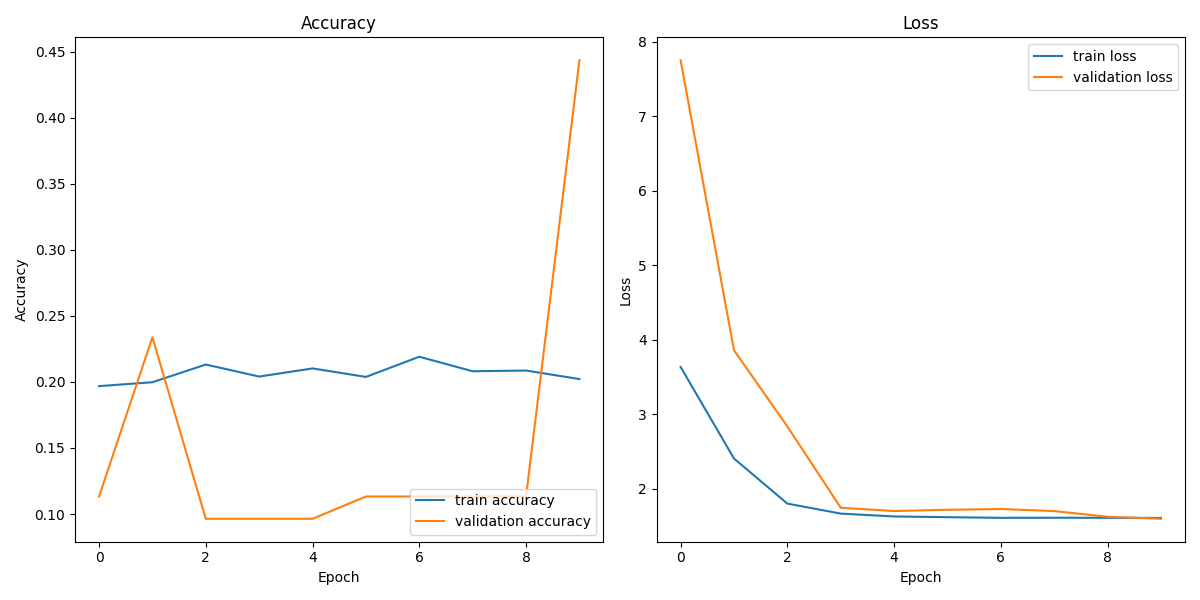 Accuracy
0.45
0.40
0.35
0.30
0.25
0.20
0.15
0.10
Accuracy
0 2 4 6 8
Epoch
train accuracy
validation accuracy
Loss
8
7
6
5
4
3
2
Loss
0 2 4 6 8
Epoch
train loss
validation loss